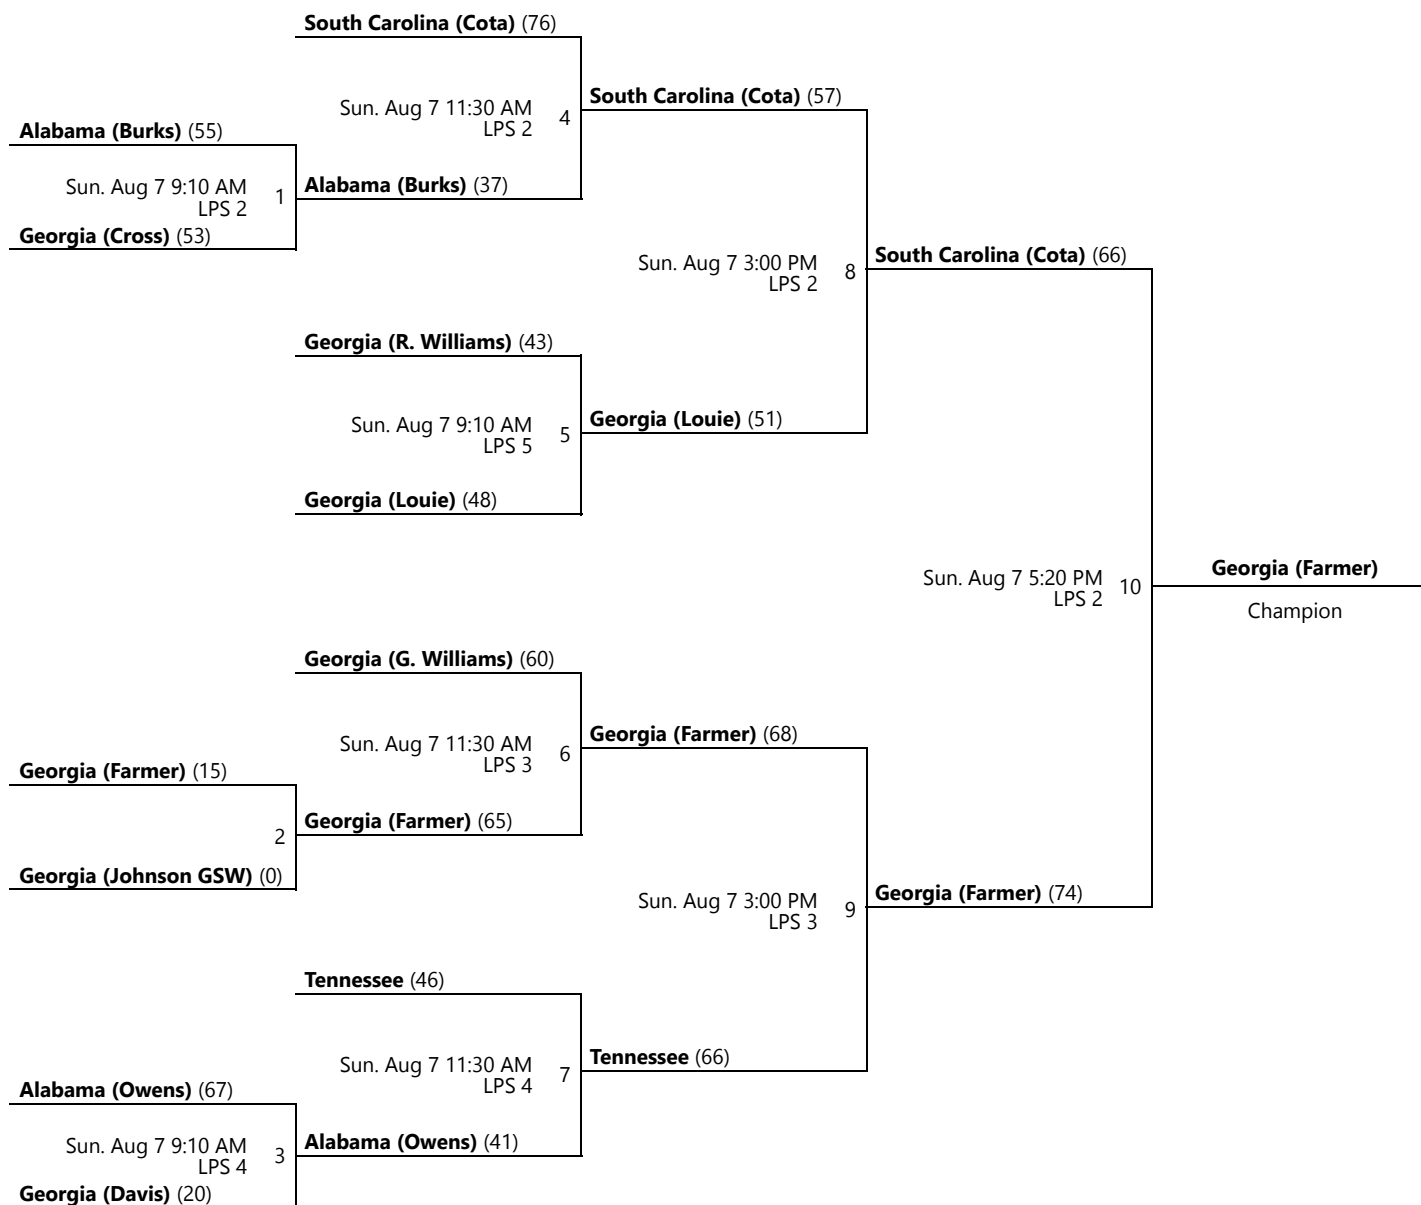 South Carolina (Cota) (76)
Sun. Aug 7 11:30 AM
LPS 2
4
South Carolina (Cota) (57)
Alabama (Burks) (55)
Sun. Aug 7 9:10 AM
LPS 2
1
Alabama (Burks) (37)
Georgia (Cross) (53)
Sun. Aug 7 3:00 PM
LPS 2
8
South Carolina (Cota) (66)
Georgia (R. Williams) (43)
Sun. Aug 7 9:10 AM
LPS 5
5
Georgia (Louie) (51)
Georgia (Louie) (48)
Sun. Aug 7 5:20 PM
LPS 2
10
Georgia (Farmer)
Champion
Georgia (G. Williams) (60)
Sun. Aug 7 11:30 AM
LPS 3
6
Georgia (Farmer) (68)
Georgia (Farmer) (15)
2
Georgia (Farmer) (65)
Georgia (Johnson GSW) (0)
Sun. Aug 7 3:00 PM
LPS 3
9
Georgia (Farmer) (74)
Tennessee (46)
Sun. Aug 7 11:30 AM
LPS 4
7
Tennessee (66)
Alabama (Owens) (67)
Sun. Aug 7 9:10 AM
LPS 4
3
Alabama (Owens) (41)
Georgia (Davis) (20)